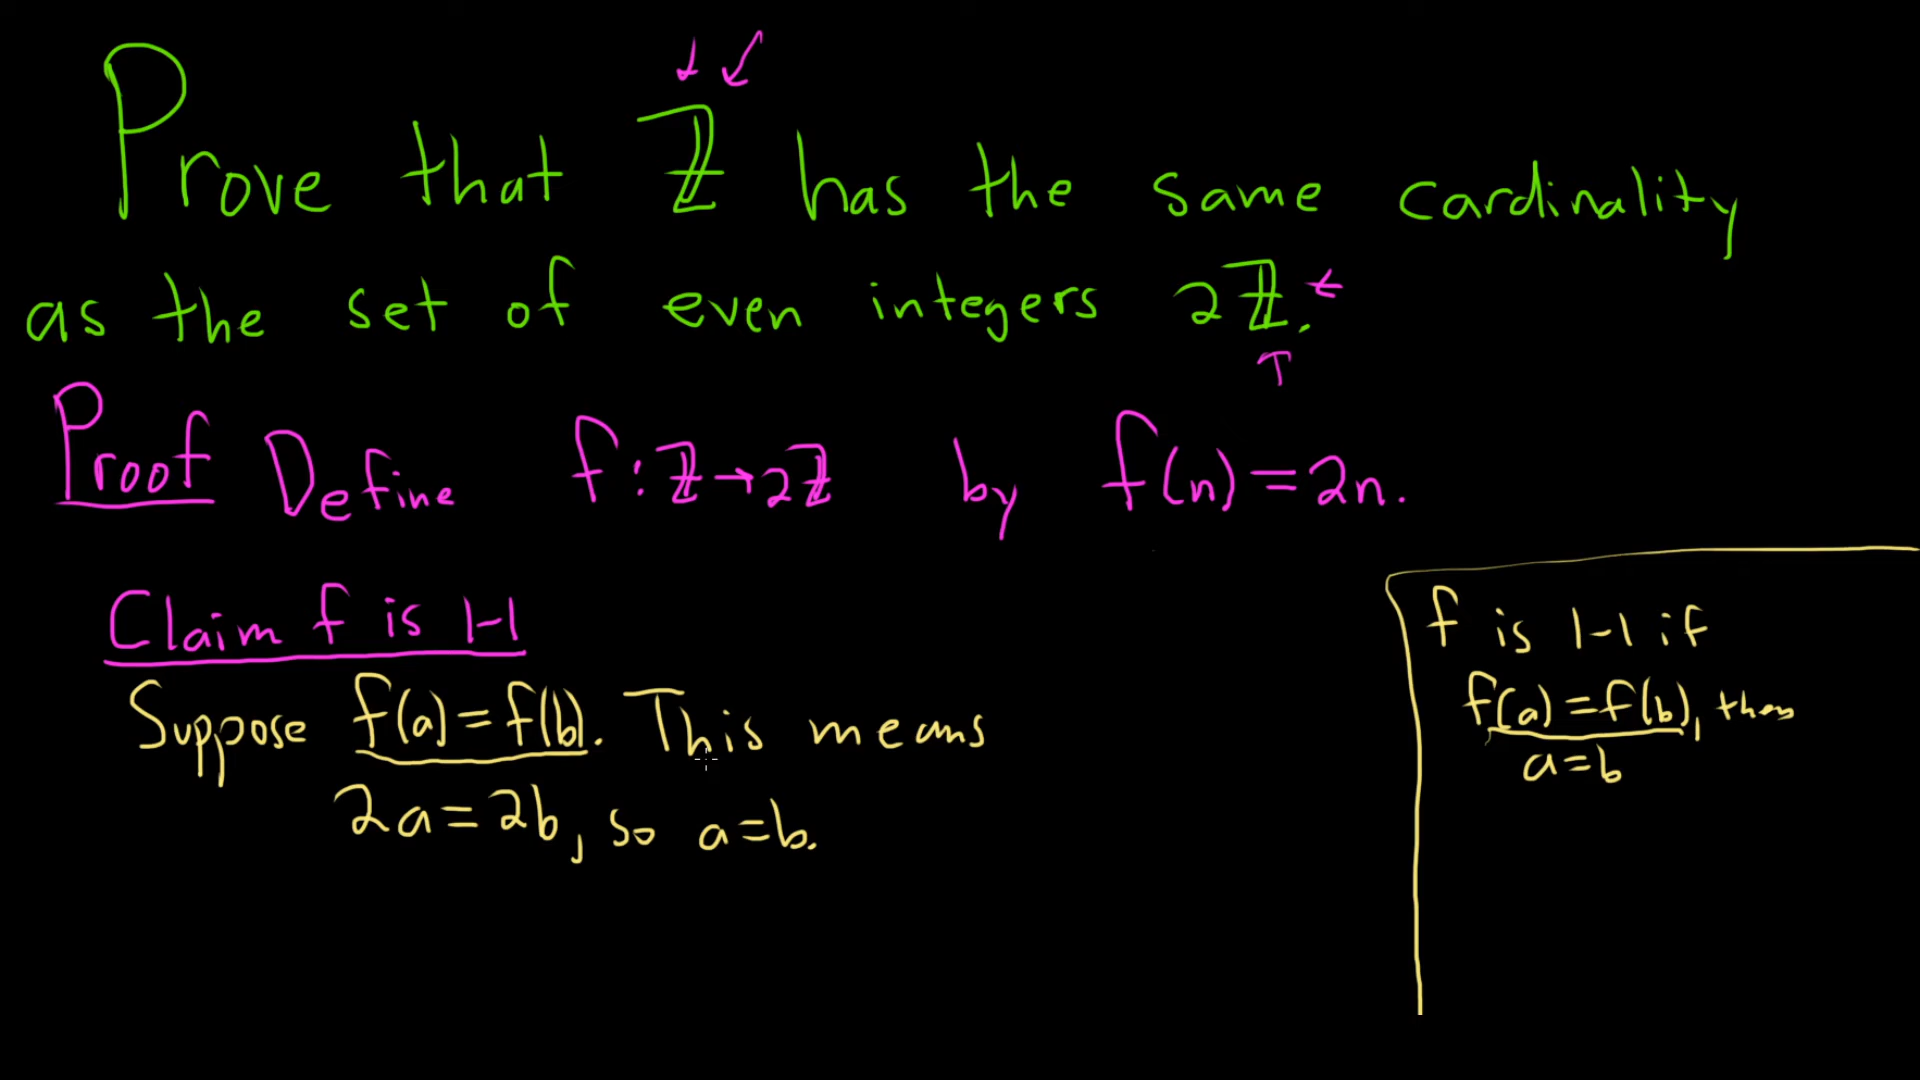 Prove that ℤ has the same cardinality
as the set of even integers 2ℤ.
Proof Define f:ℤ→2ℤ by f(n)=2n.
Claim f is 1-1
Suppose f(a)=f(b). This means
2a=2b, so a=b.
f is 1-1 if
f(a)=f(b), then
a=b